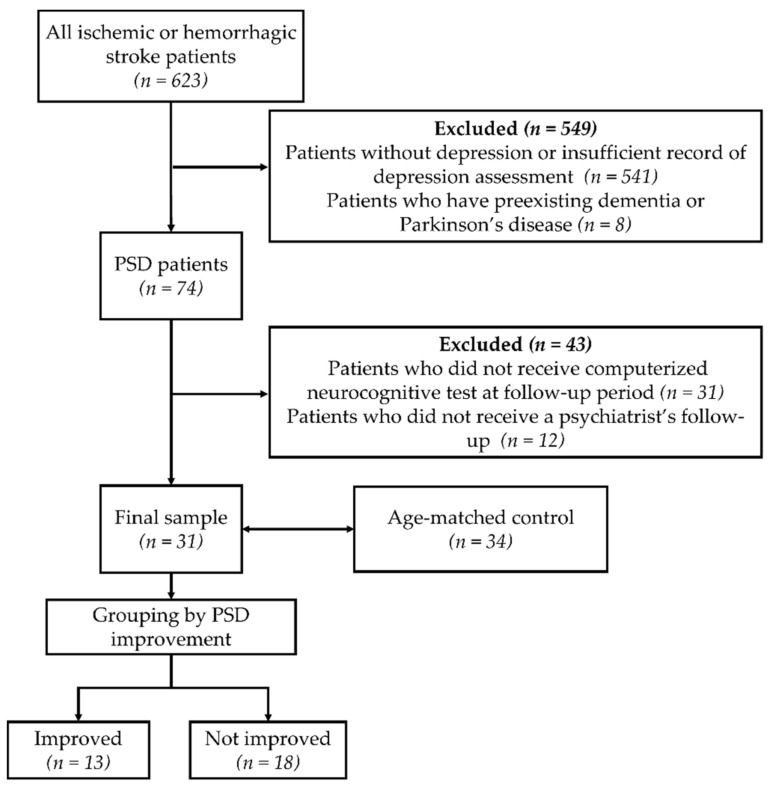 All ischemic or hemorrhagic
stroke patients
(n = 623)
Excluded (n = 549)
Patients without depression or insufficient record of
depression assessment (n = 541)
Patients who have preexisting dementia or
Parkinson's disease (n = 8)
PSD patients
(n = 74)
Excluded (n = 43)
Patients who did not receive computerized
neurocognitive test at follow-up period (n = 31)
Patients who did not receive a psychiatrist's follow-
up (n = 12)
Final sample
(n = 31)
Age-matched control
(n = 34)
Grouping by PSD
improvement
Improved
(n = 13)
Not improved
(n = 18)